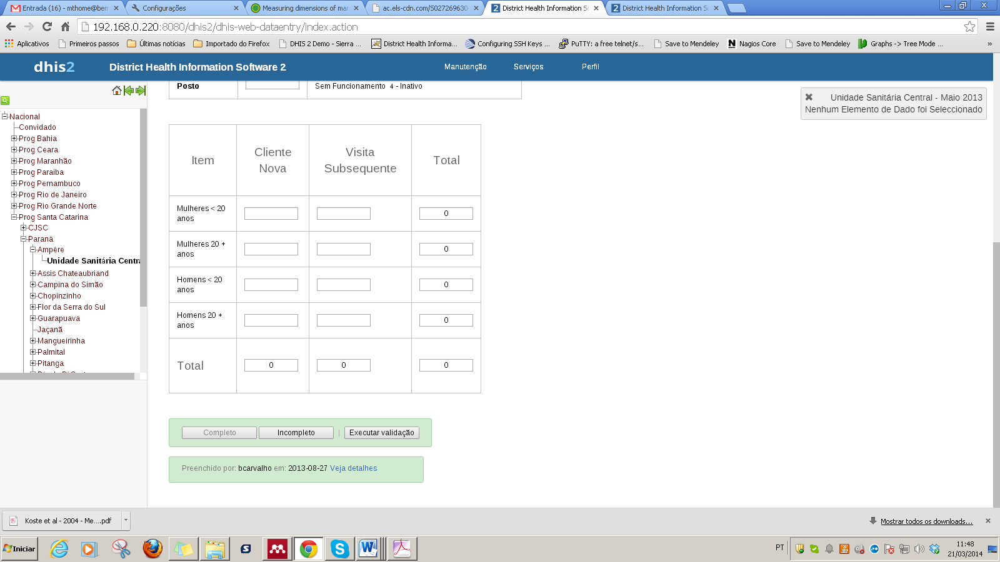 Entrada (16) - mthome@bem
Configurações
Measuring dimensions of mar
ac.els-cdn.com/S027269630
District Health Information So
District Health Information S
192.168.0.220:8080/dhis2/dhis-web-dataentry/index.action
Aplicativos
Primeiros passos
Últimas notícias
Importado do Firefox
DHIS 2 Demo - Sierra ...
District Health Informa...
Configuring SSH Keys ...
PuTTY: a free telnet/s...
Save to Mendeley
Nagios Core
Save to Mendeley
Graphs -> Tree Mode ...
»
dhis2
District Health Information Software 2
Manutenção
Serviços
Perfil
Nacional
Convidado
Prog Bahia
Prog Ceara
Prog Maranhão
Prog Paraiba
Prog Pernambuco
Prog Rio de Janeiro
Prog Rio Grande Norte
Prog Santa Catarina
CJSC
Paraná
Ampére
Unidade Sanitária Centra
Assis Chateaubriand
Campina do Simão
Chopinzinho
Flor da Serra do Sul
Guarapuava
Jaçanã
Mangueirinha
Palmital
Pitanga
Posto
Sem Funcionamento 4 - Inativo
Unidade Sanitária Central - Maio 2013
Nenhum Elemento de Dado foi Seleccionado
Item
Cliente
Nova
Visita
Subsequente
Total
Mulheres < 20
anos
0
Mulheres 20 +
anos
0
Homens < 20
anos
0
Homens 20 +
anos
0
Total
0
0
0
Completo
Incompleto
|
Executar validação
Preenchido por: bcarvalho em: 2013-08-27 Veja detalhes
Koste et al - 2004 - Me....pdf
Mostrar todos os downloads...
Iniciar
PT
11:48
21/03/2014